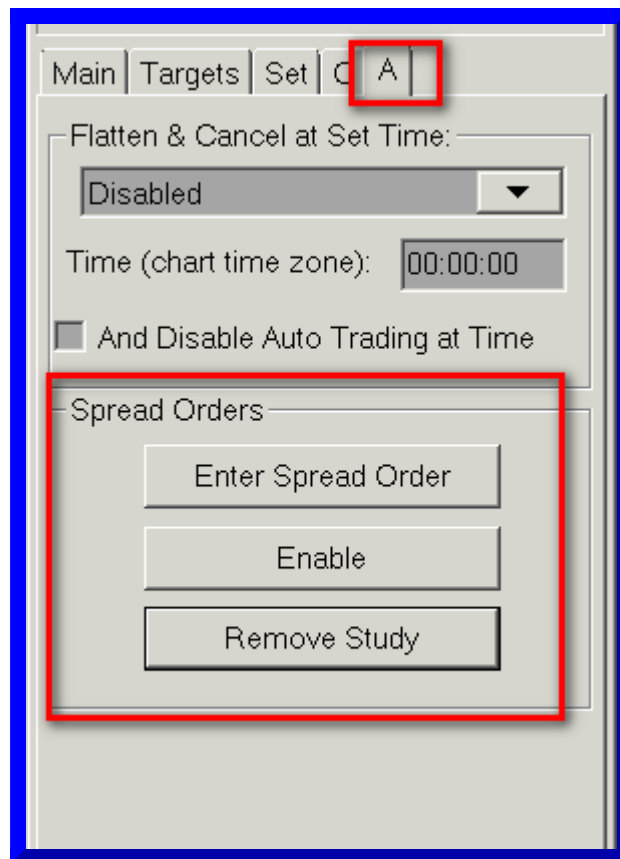 Main Targets Set A
Flatten & Cancel at Set Time:
Disabled
Time (chart time zone): 00:00:00
And Disable Auto Trading at Time
Spread Orders
Enter Spread Order
Enable
Remove Study